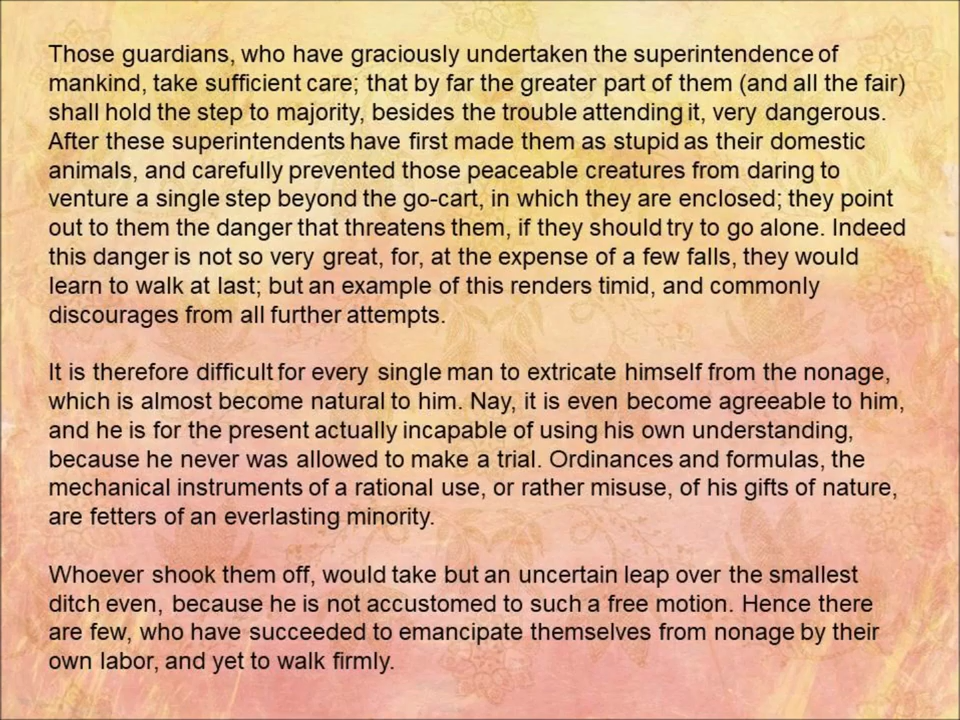 Those guardians, who have graciously undertaken the superintendence of
mankind, take sufficient care; that by far the greater part of them (and all the fair)
shall hold the step to majority, besides the trouble attending it, very dangerous.
After these superintendents have first made them as stupid as their domestic
animals, and carefully prevented those peaceable creatures from daring to
venture a single step beyond the go-cart, in which they are enclosed; they point
out to them the danger that threatens them, if they should try to go alone. Indeed
this danger is not so very great, for, at the expense of a few falls, they would
learn to walk at last; but an example of this renders timid, and commonly
discourages from all further attempts.

It is therefore difficult for every single man to extricate himself from the nonage,
which is almost become natural to him. Nay, it is even become agreeable to him,
and he is for the present actually incapable of using his own understanding,
because he never was allowed to make a trial. Ordinances and formulas, the
mechanical instruments of a rational use, or rather misuse, of his gifts of nature,
are fetters of an everlasting minority.

Whoever shook them off, would take but an uncertain leap over the smallest
ditch even, because he is not accustomed to such a free motion. Hence there
are few, who have succeeded to emancipate themselves from nonage by their
own labor, and yet to walk firmly.